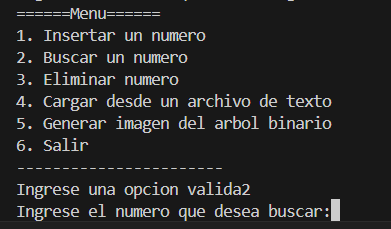 ======Menu======
1. Insertar un numero
2. Buscar un numero
3. Eliminar numero
4. Cargar desde un archivo de texto
5. Generar imagen del arbol binario
6. Salir
-----------------------
Ingrese una opcion valida2
Ingrese el numero que desea buscar: